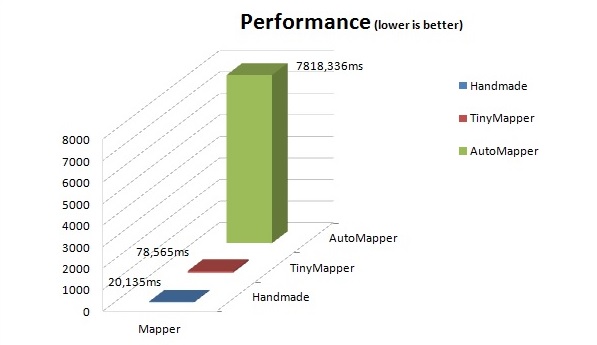 Performance (lower is better)
7818,336ms
Handmade
TinyMapper
AutoMapper
8000
7000
6000
5000
4000
3000
2000
1000
0
78,565ms
20,135ms
AutoMapper
TinyMapper
Handmade
Mapper